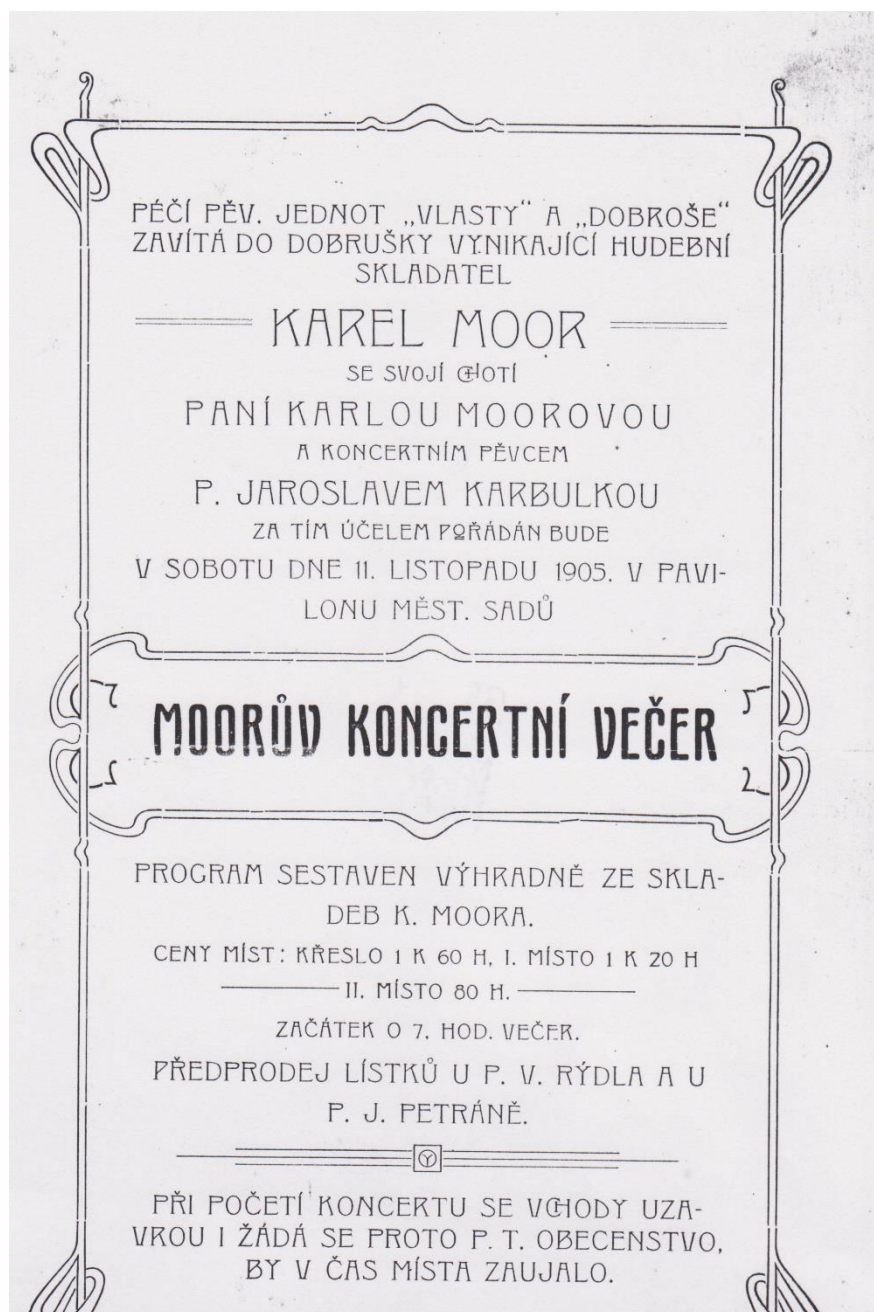 PÉČÍ PĚV. JEDNOT „VLASTY“ A „DOBROŠE“
ZAVÍTÁ DO DOBRUŠKY VYNIKAJÍCÍ HUDEBNÍ
SKLADATEL
KAREL MOOR
SE SVOJÍ CHOTÍ
PANÍ KARLOU MOOROVOU
A KONCERTNÍM PĚVCEM
P. JAROSLAVEM KARBULKOU
ZA TÍM ÚČELEM POŘÁDÁN BUDE
V SOBOTU DNE 11. LISTOPADU 1905. V PAVI-
LONU MĚST. SADŮ
MOORŮV KONCERTNÍ VEČER
PROGRAM SESTAVEN VÝHRADNĚ ZE SKLA-
DEB K. MOORA.
CENY MÍST: KŘESLO 1 K 60 H, I. MÍSTO 1 K 20 H
II. MÍSTO 80 H.
ZAČÁTEK O 7. HOD. VEČER.
PŘEDPRODEJ LÍSTKŮ U P. V. RÝDLA A U
P. J. PETRÁNĚ.
PŘI POČETÍ KONCERTU SE VCHODY UZA-
VROU I ŽÁDÁ SE PROTO P. T. OBECENSTVO,
BY V ČAS MÍSTA ZAUJALO.